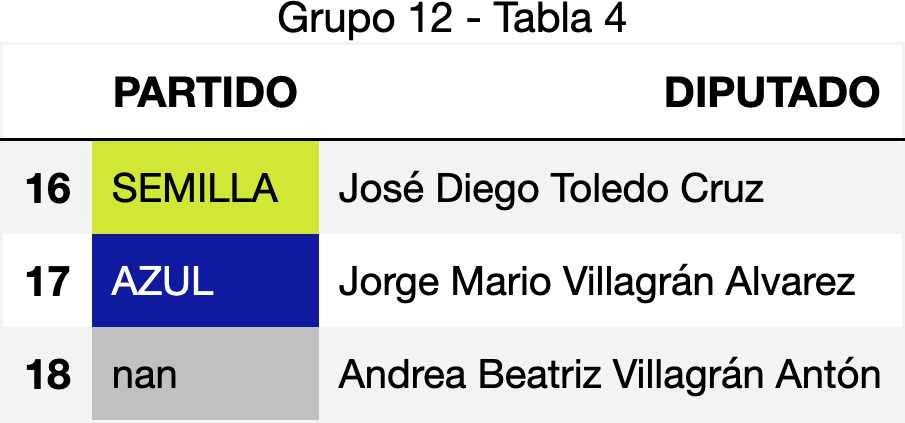 Grupo 12 - Tabla 4
PARTIDO DIPUTADO
16 SEMILLA José Diego Toledo Cruz
17 AZUL Jorge Mario Villagrán Alvarez
18 nan Andrea Beatriz Villagrán Antón